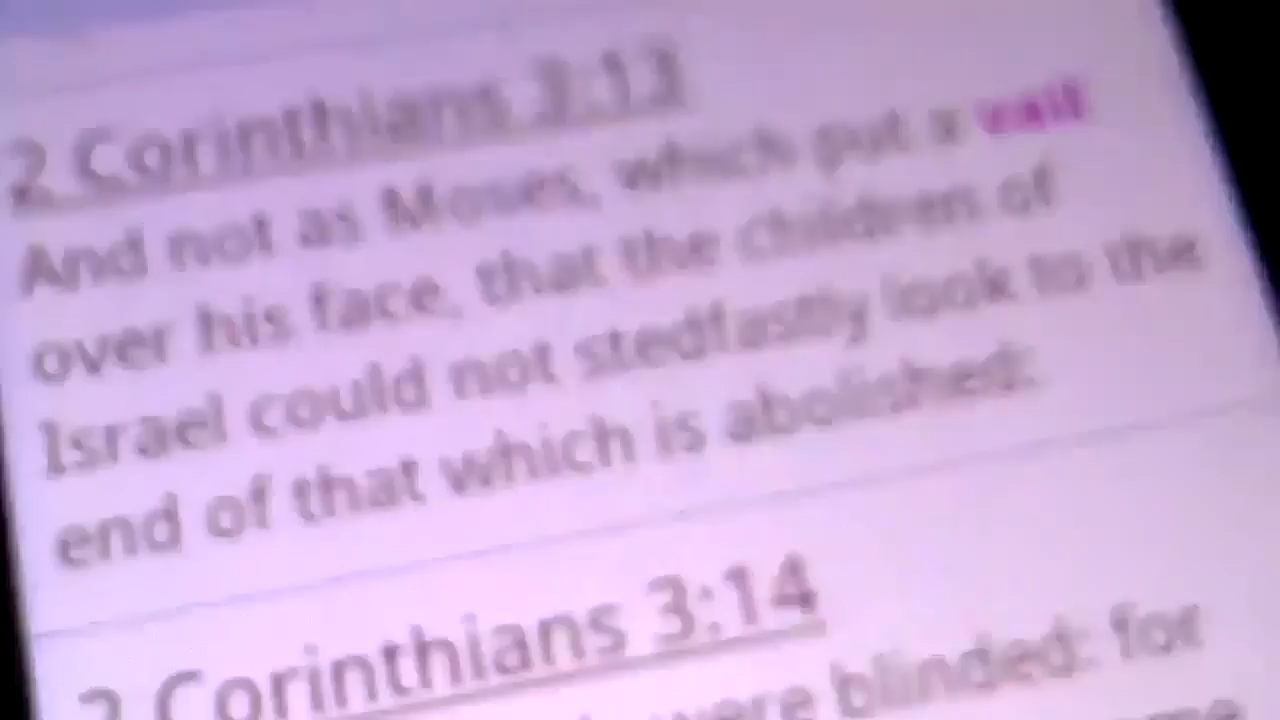 2 Corinthians 3:13
And not as Moses, which put a vail
over his face, that the children of
Israel could not stedfastly look to the
end of that which is abolished:
2 Corinthians 3:14
were blinded: for